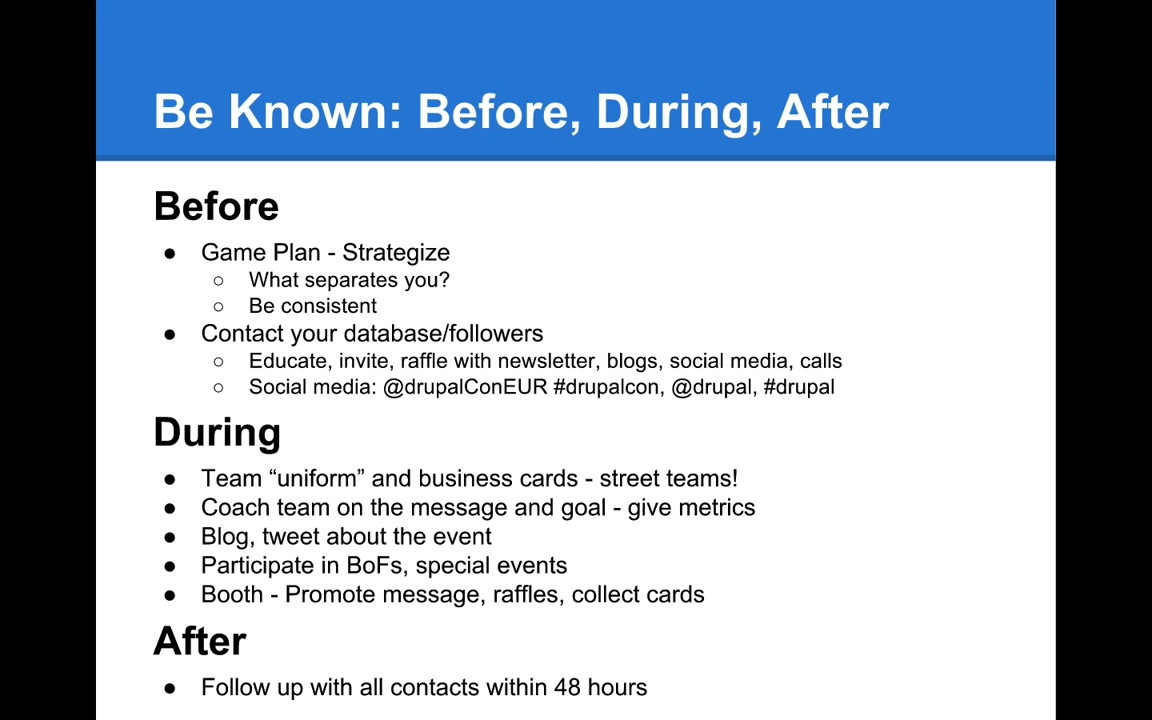 Be Known: Before, During, After
Before
● Game Plan - Strategize
○ What separates you?
○ Be consistent
● Contact your database/followers
○ Educate, invite, raffle with newsletter, blogs, social media, calls
○ Social media: @drupalConEUR #drupalcon, @drupal, #drupal
During
● Team “uniform” and business cards - street teams!
● Coach team on the message and goal - give metrics
● Blog, tweet about the event
● Participate in BoFs, special events
● Booth - Promote message, raffles, collect cards
After
● Follow up with all contacts within 48 hours